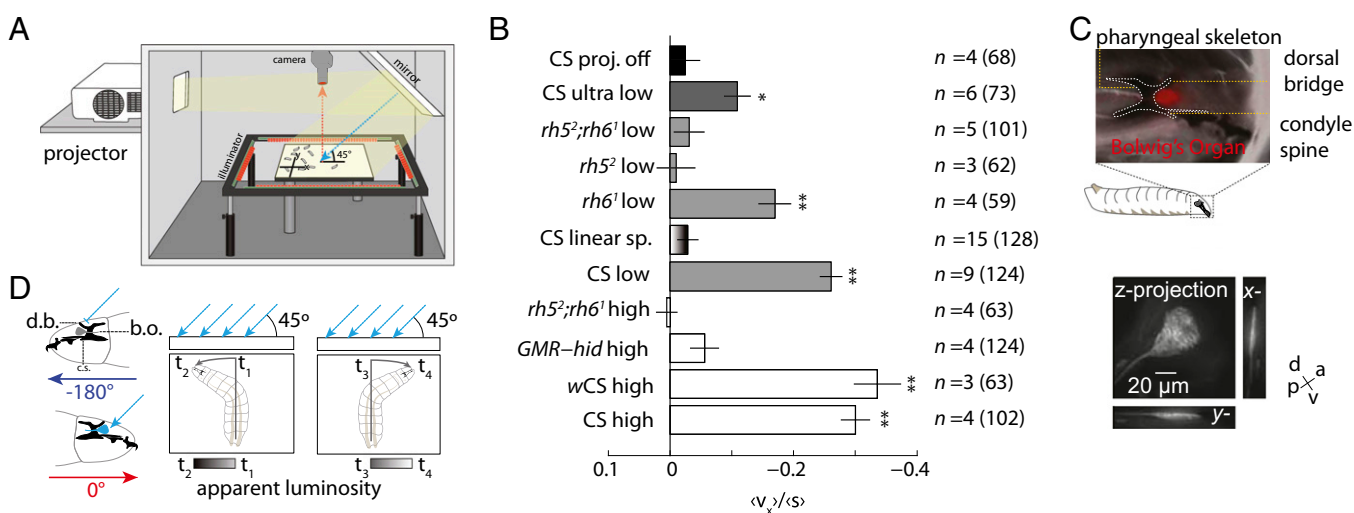 A
camera
mirror
projector
illuminator
y
x
45°
B
CS proj. off
n=4 (68)
CS ultra low
*
n=6 (73)
rh5²;rh6¹ low
n=5 (101)
rh5² low
n=3 (62)
rh6¹ low
**
n=4 (59)
CS linear sp.
n=15 (128)
CS low
**
n=9 (124)
rh5²;rh6¹ high
n=4 (63)
GMR–hid high
n=4 (124)
wCS high
**
n=3 (63)
CS high
**
n=4 (102)
0.1 0 −0.2 −0.4
‹vₓ›/‹s›
C
pharyngeal skeleton
dorsal
bridge
condyle
spine
Bolwig's Organ
z-projection
x-
20 µm
y-
d
p a
v
D
d.b.
b.o.
c.s.
-180°
0°
45°
t₂ t₁
t₂ t₁
45°
t₃ t₄
t₃ t₄
apparent luminosity